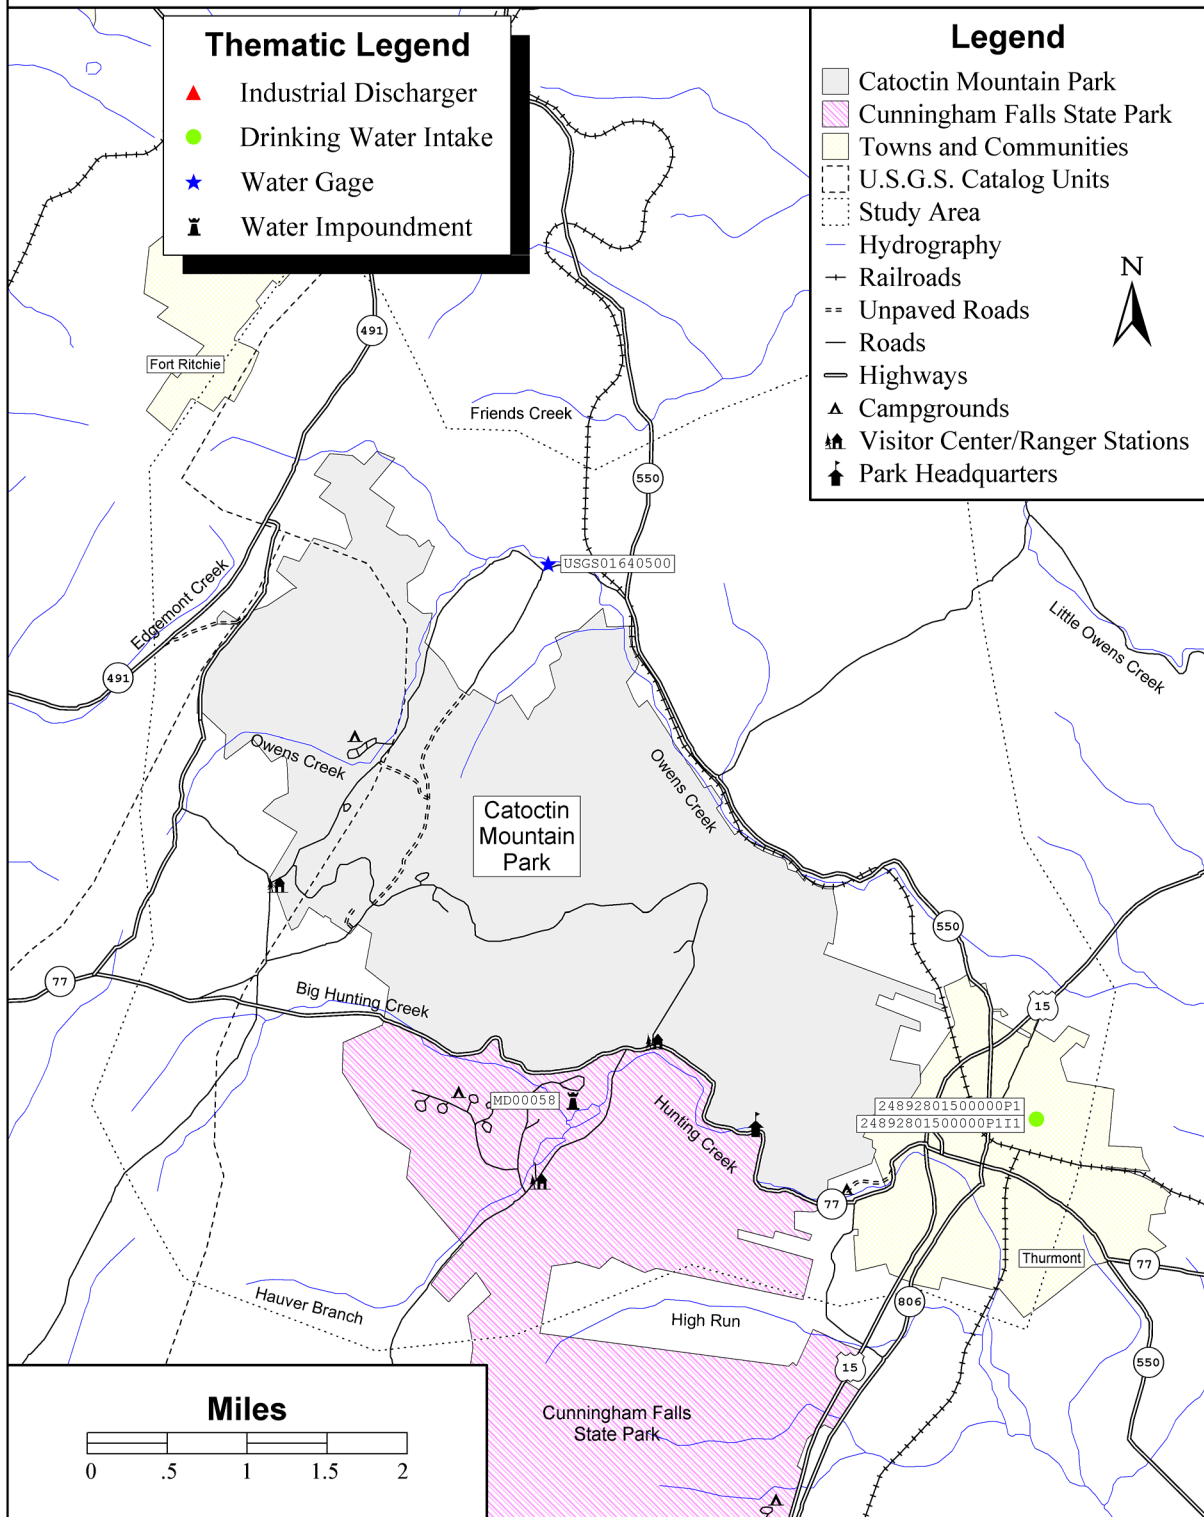 Thematic Legend
Industrial Discharger
Drinking Water Intake
Water Gage
Water Impoundment
Legend
Catoctin Mountain Park
Cunningham Falls State Park
Towns and Communities
U.S.G.S. Catalog Units
Study Area
Hydrography
Railroads
Unpaved Roads
Roads
Highways
Campgrounds
Visitor Center/Ranger Stations
Park Headquarters
N
491
Fort Ritchie
Friends Creek
550
USGS01640500
Edgemont Creek
Little Owens Creek
491
Owens Creek
Owens Creek
Catoctin
Mountain
Park
550
77
Big Hunting Creek
15
MD00058
Hunting Creek
24892801500000P1
24892801500000P1I1
77
Thurmont
77
Hauver Branch
High Run
806
15
550
Cunningham Falls
State Park
Miles
0 .5 1 1.5 2